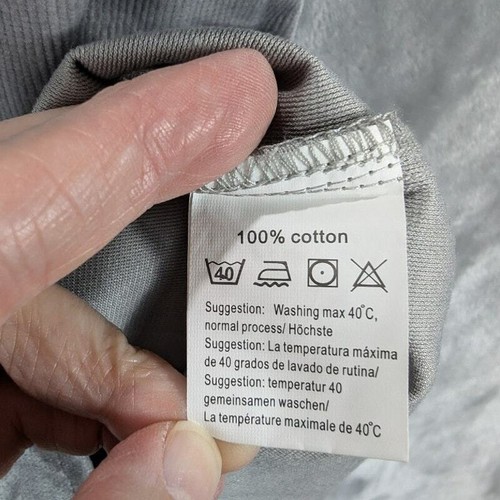 100% cotton
40
Suggestion: Washing max 40°C,
normal process/ Höchste
Suggestion: La temperatura máxima
de 40 grados de lavado de rutina/
Suggestion: temperatur 40
gemeinsamen waschen/
La température maximale de 40°C